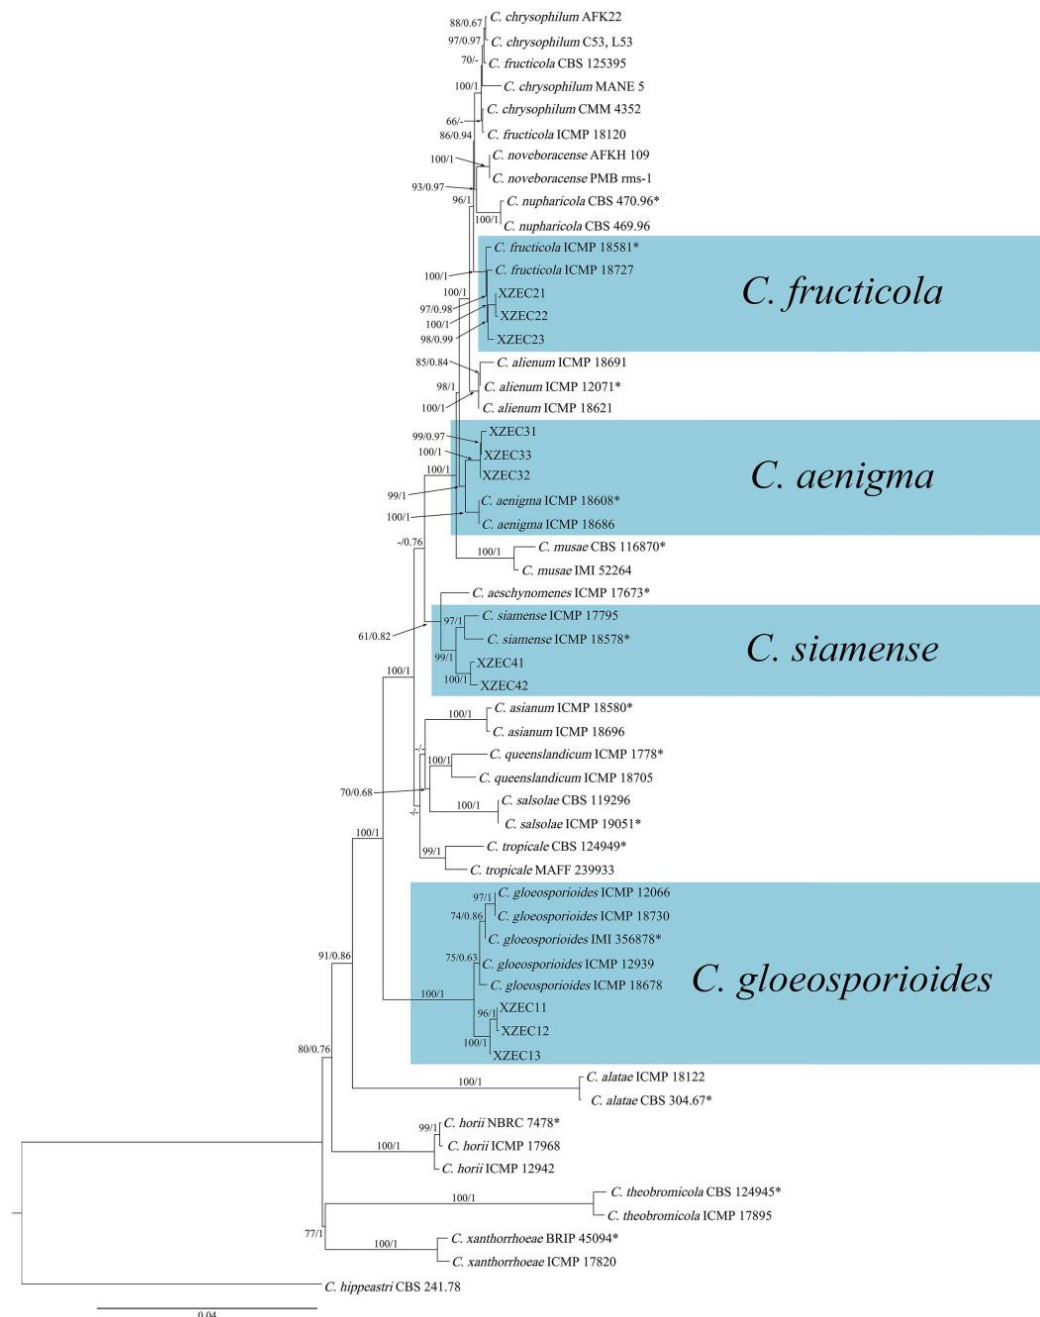 C. chrysophilum AFK22
88/0.67
C. chrysophilum C53, L53
97/0.97
70/-
C. fructicola CBS 125395
100/1
C. chrysophilum MANE 5
C. chrysophilum CMM 4352
66/-
86/0.94
C. fructicola ICMP 18120
C. noveboracense AFKH 109
100/1
C. noveboracense PMB rms-1
93/0.97
96/1
C. nupharicola CBS 470.96*
100/1
C. nupharicola CBS 469.96
C. fructicola ICMP 18581*
C. fructicola ICMP 18727
100/1
C. fructicola
100/1
XZEC21
97/0.98
XZEC22
100/1
98/0.99
XZEC23
85/0.84
C. alienum ICMP 18691
98/1
C. alienum ICMP 12071*
100/1
C. alienum ICMP 18621
XZEC31
99/0.97
100/1
XZEC33
100/1
XZEC32
C. aenigma
99/1
C. aenigma ICMP 18608*
100/1
C. aenigma ICMP 18686
-/0.76
C. musae CBS 116870*
100/1
C. musae IMI 52264
C. aeschynomenes ICMP 17673*
C. siamense ICMP 17795
97/1
61/0.82
C. siamense ICMP 18578*
C. siamense
99/1
XZEC41
100/1
100/1
XZEC42
C. asianum ICMP 18580*
100/1
C. asianum ICMP 18696
-/-
C. queenslandicum ICMP 1778*
100/1
C. queenslandicum ICMP 18705
70/0.68
C. salsolae CBS 119296
-/-
100/1
C. salsolae ICMP 19051*
100/1
C. tropicale CBS 124949*
99/1
C. tropicale MAFF 239933
C. gloeosporioides ICMP 12066
97/1
74/0.86
C. gloeosporioides ICMP 18730
C. gloeosporioides IMI 356878*
91/0.86
75/0.63
C. gloeosporioides ICMP 12939
C. gloeosporioides
C. gloeosporioides ICMP 18678
100/1
XZEC11
96/1
XZEC12
100/1
80/0.76
XZEC13
C. alatae ICMP 18122
100/1
C. alatae CBS 304.67*
C. horii NBRC 7478*
99/1
100/1
C. horii ICMP 17968
C. horii ICMP 12942
C. theobromicola CBS 124945*
100/1
C. theobromicola ICMP 17895
77/1
C. xanthorrhoeae BRIP 45094*
100/1
C. xanthorrhoeae ICMP 17820
C. hippeastri CBS 241.78
0.04